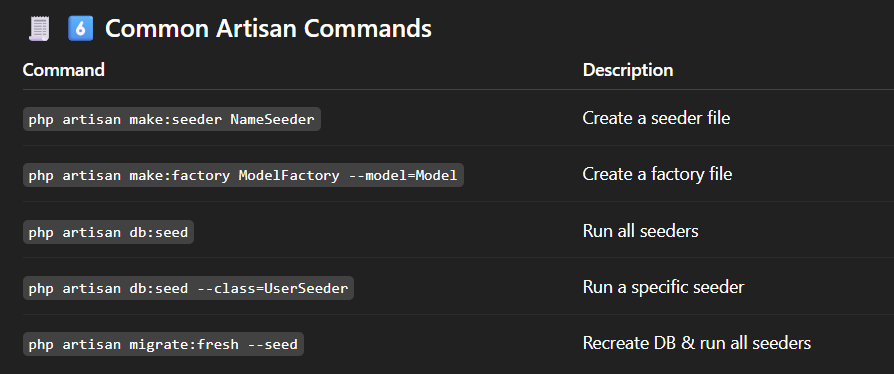 📜 6️⃣ Common Artisan Commands
Command Description
php artisan make:seeder NameSeeder Create a seeder file
php artisan make:factory ModelFactory --model=Model Create a factory file
php artisan db:seed Run all seeders
php artisan db:seed --class=UserSeeder Run a specific seeder
php artisan migrate:fresh --seed Recreate DB & run all seeders